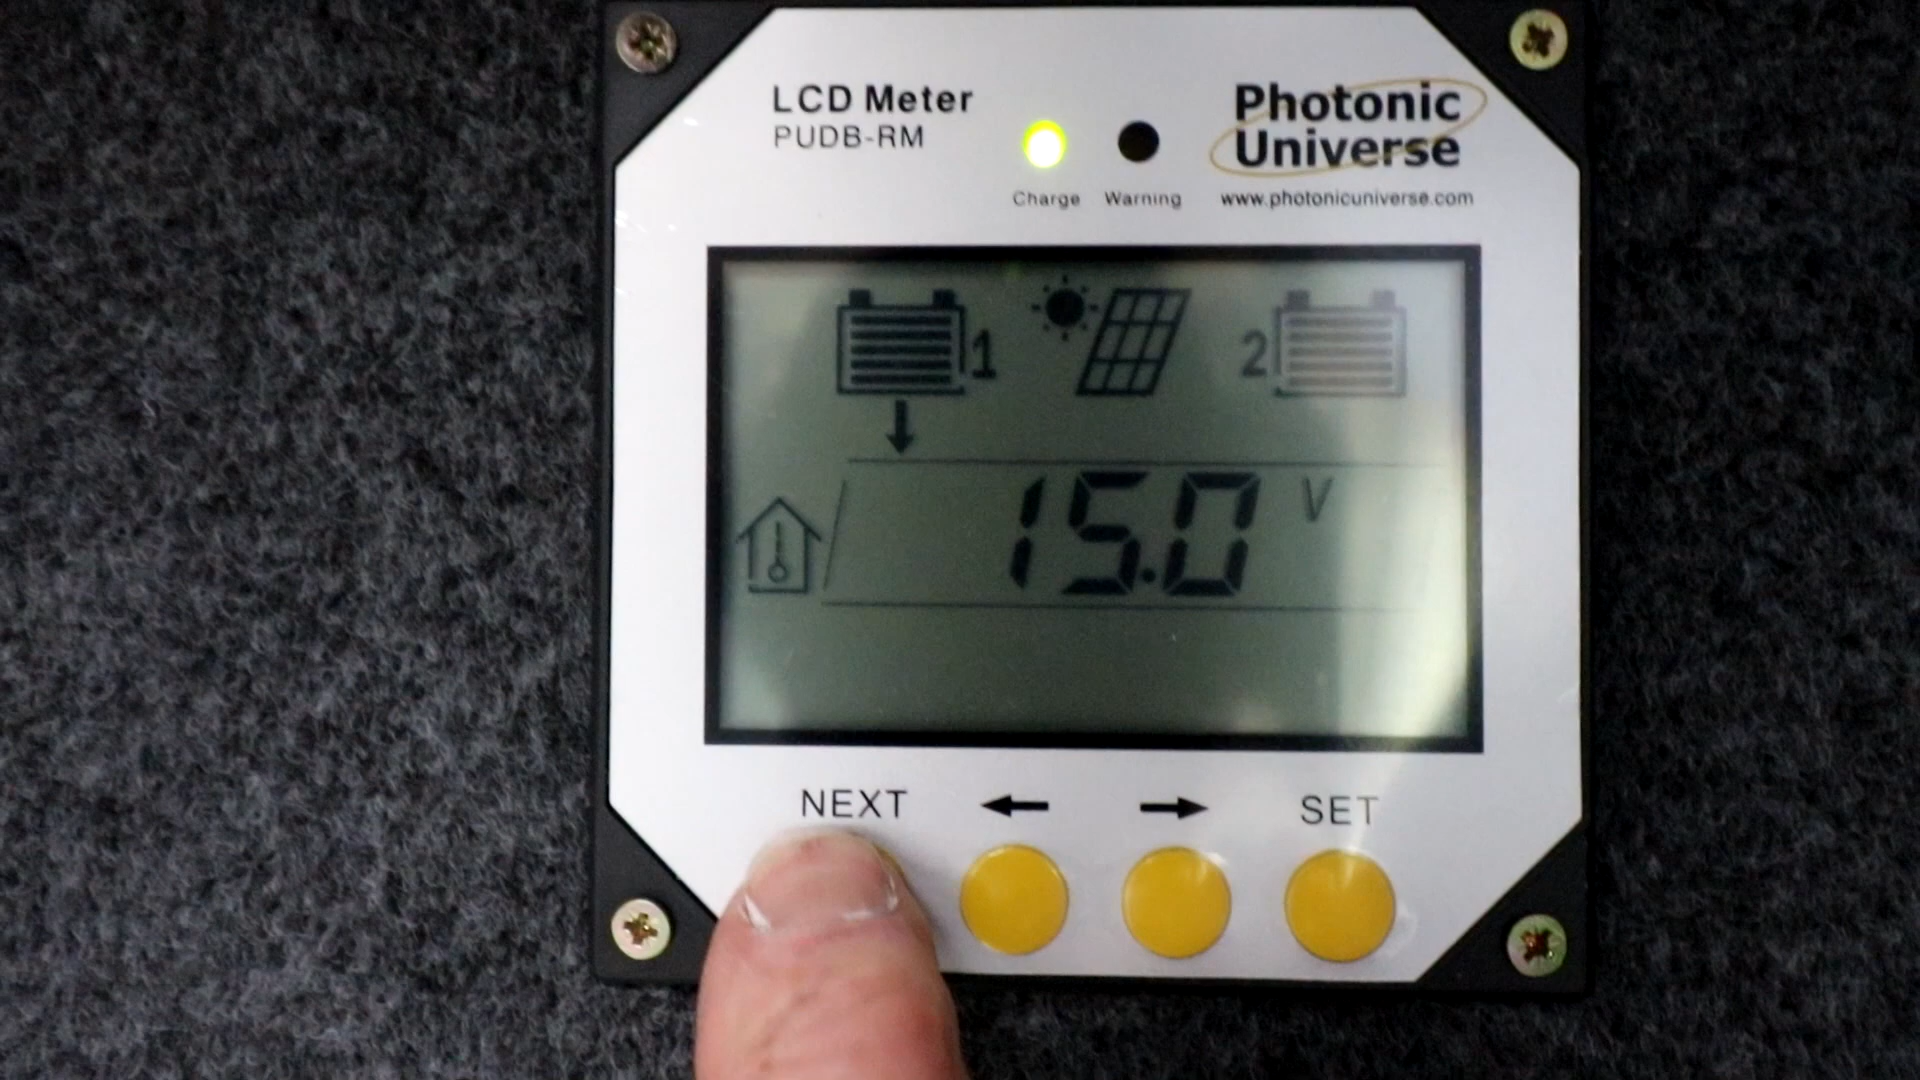 LCD Meter
PUDB-RM
Photonic
Universe
Charge
Warning
www.photonicuniverse.com
1
2
15.0 V
NEXT
SET